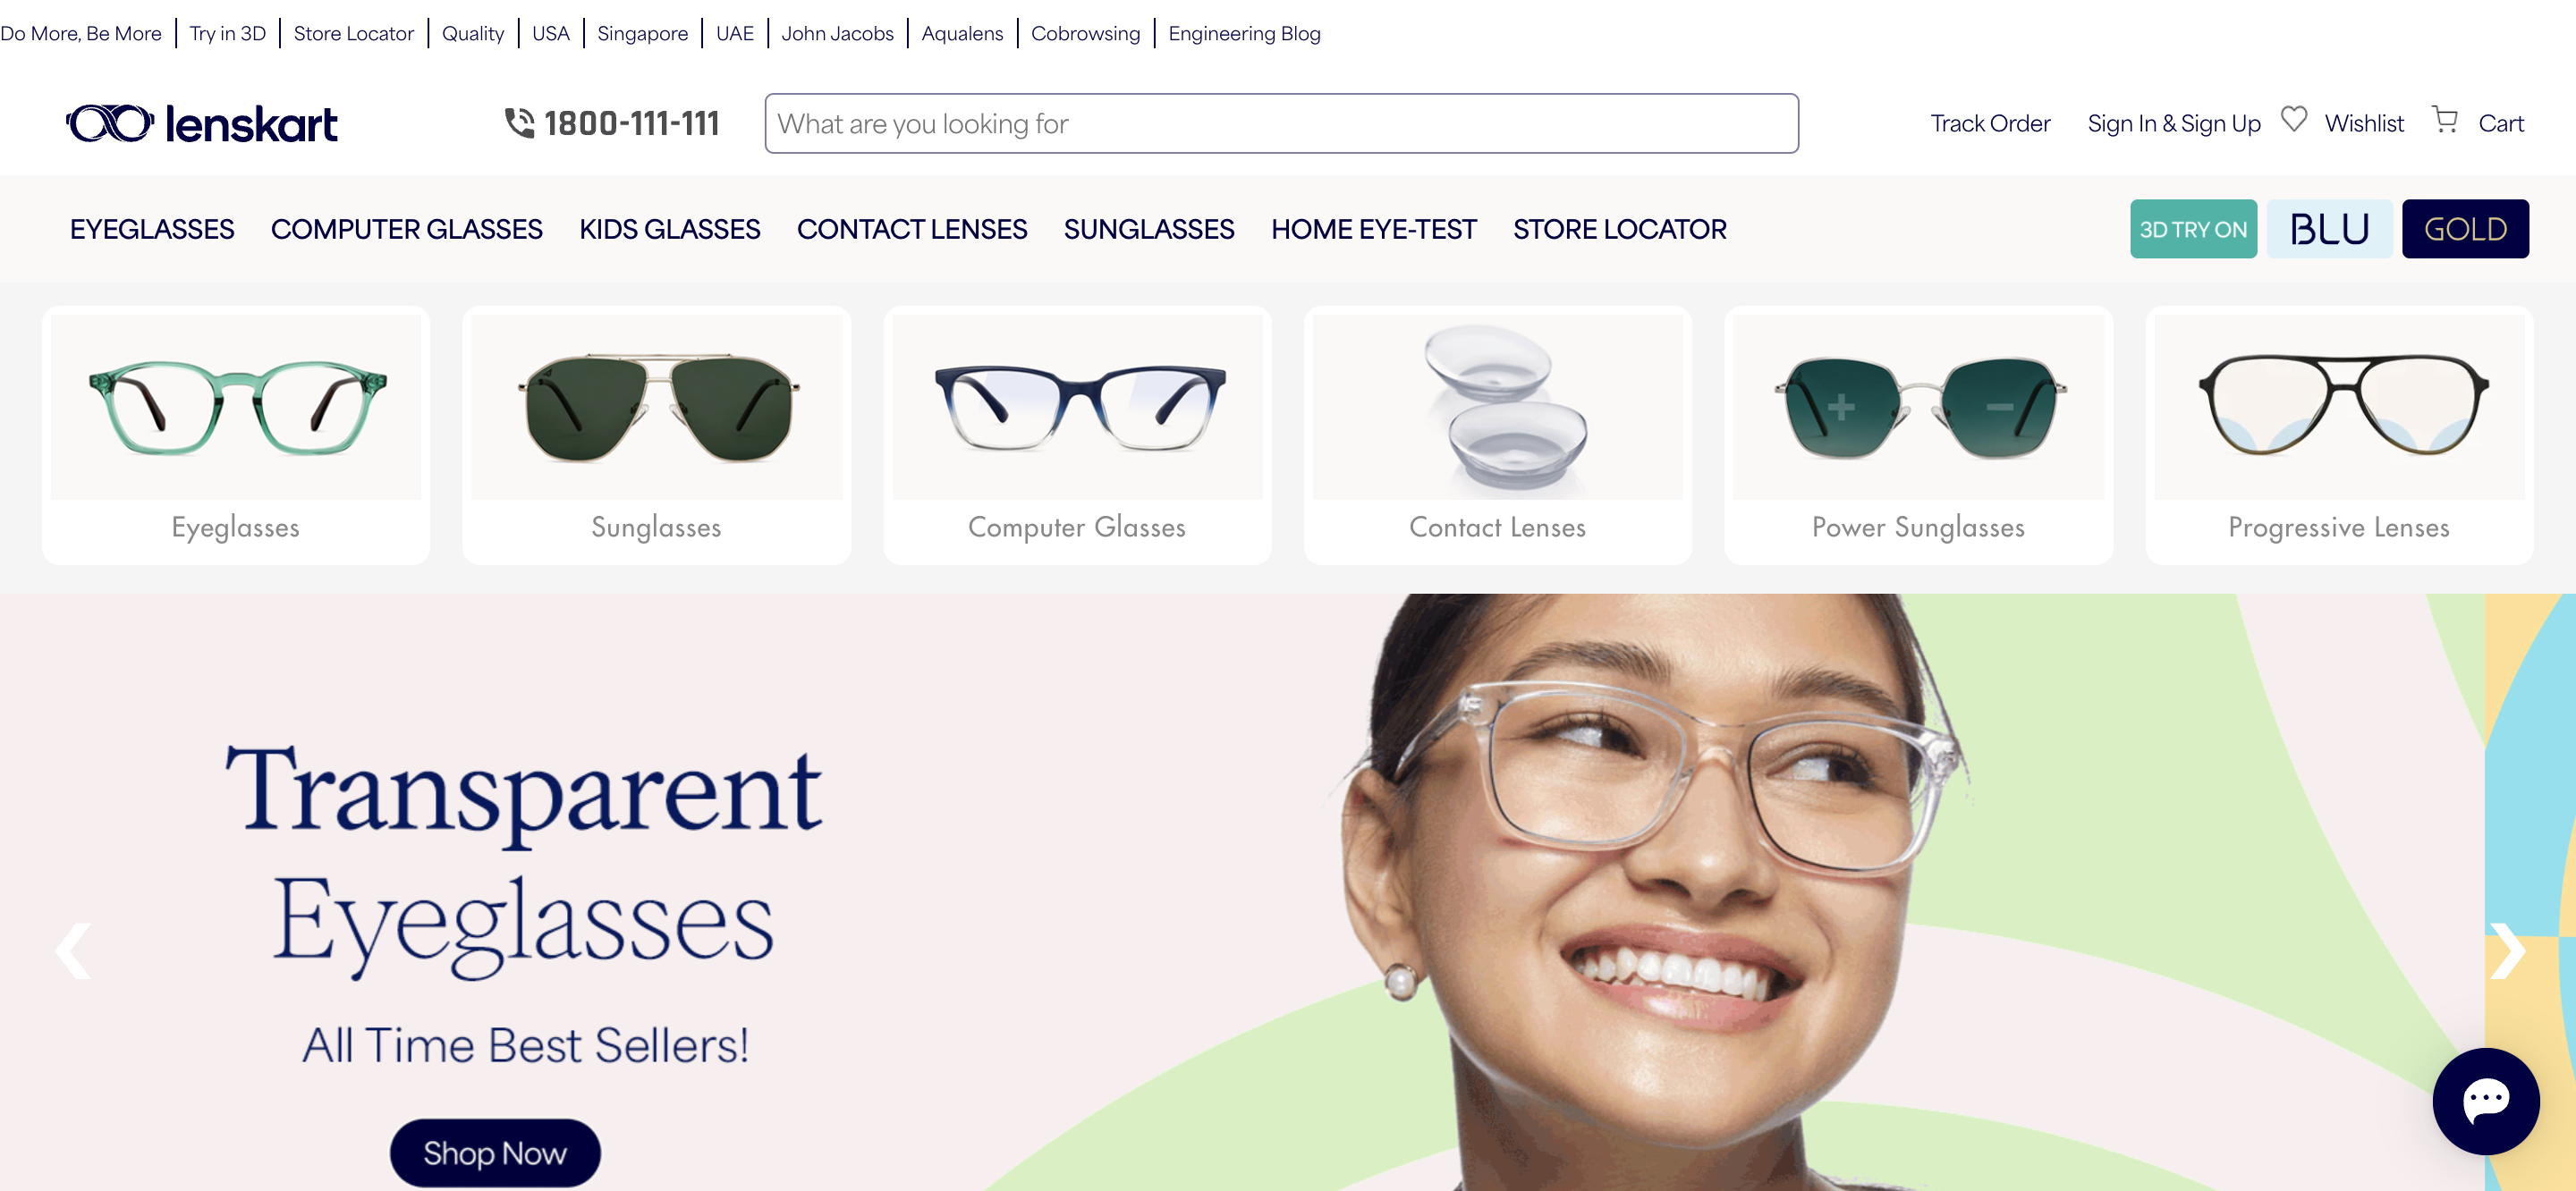 Do More, Be More Try in 3D Store Locator Quality USA Singapore UAE John Jacobs Aqualens Cobrowsing Engineering Blog
lenskart 1800-111-111 What are you looking for Track Order Sign In & Sign Up Wishlist Cart
EYEGLASSES COMPUTER GLASSES KIDS GLASSES CONTACT LENSES SUNGLASSES HOME EYE-TEST STORE LOCATOR 3D TRY ON BLU GOLD
Eyeglasses Sunglasses Computer Glasses Contact Lenses Power Sunglasses Progressive Lenses
Transparent
Eyeglasses
All Time Best Sellers!
Shop Now